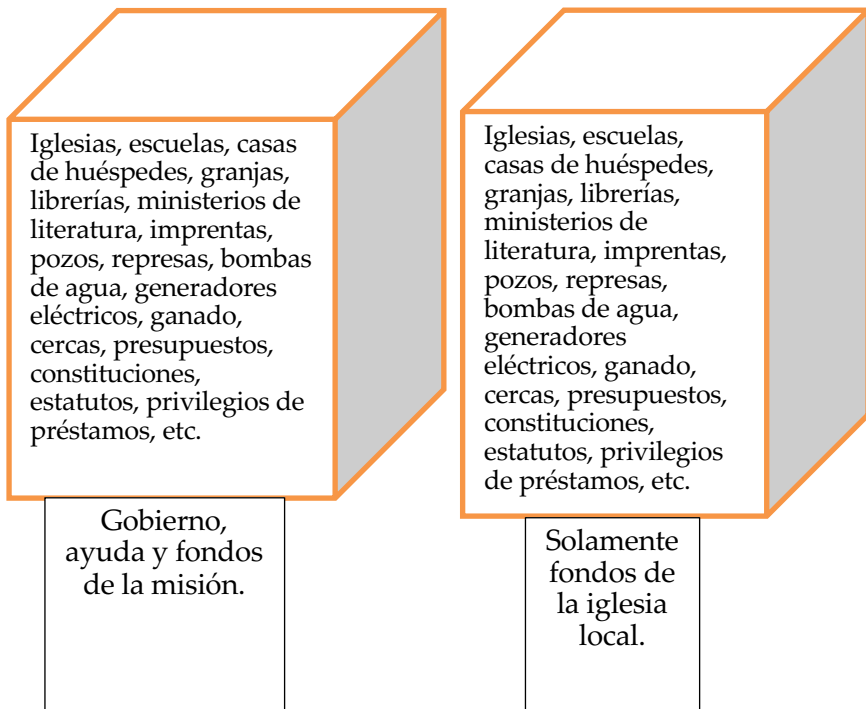 Iglesias, escuelas, casas
de huéspedes, granjas,
librerías, ministerios de
literatura, imprentas,
pozos, represas, bombas
de agua, generadores
eléctricos, ganado,
cercas, presupuestos,
constituciones,
estatutos, privilegios de
préstamos, etc.
Gobierno,
ayuda y fondos
de la misión.
Iglesias, escuelas,
casas de huéspedes,
granjas, librerías,
ministerios de
literatura, imprentas,
pozos, represas,
bombas de agua,
generadores
eléctricos, ganado,
cercas, presupuestos,
constituciones,
estatutos, privilegios
de préstamos, etc.
Solamente
fondos de
la iglesia
local.